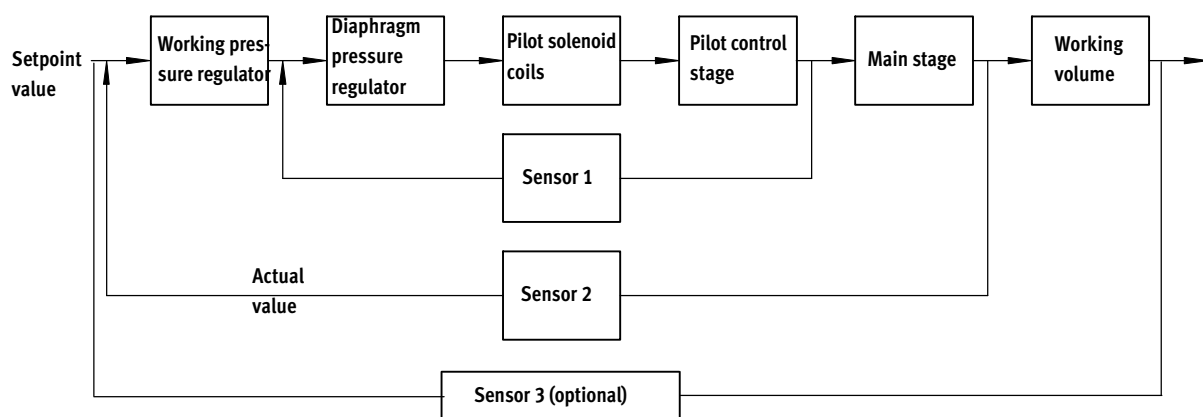 Setpoint
value
Working pres-
sure regulator
Diaphragm
pressure
regulator
Pilot solenoid
coils
Pilot control
stage
Main stage
Working
volume
Sensor 1
Actual
value
Sensor 2
Sensor 3 (optional)